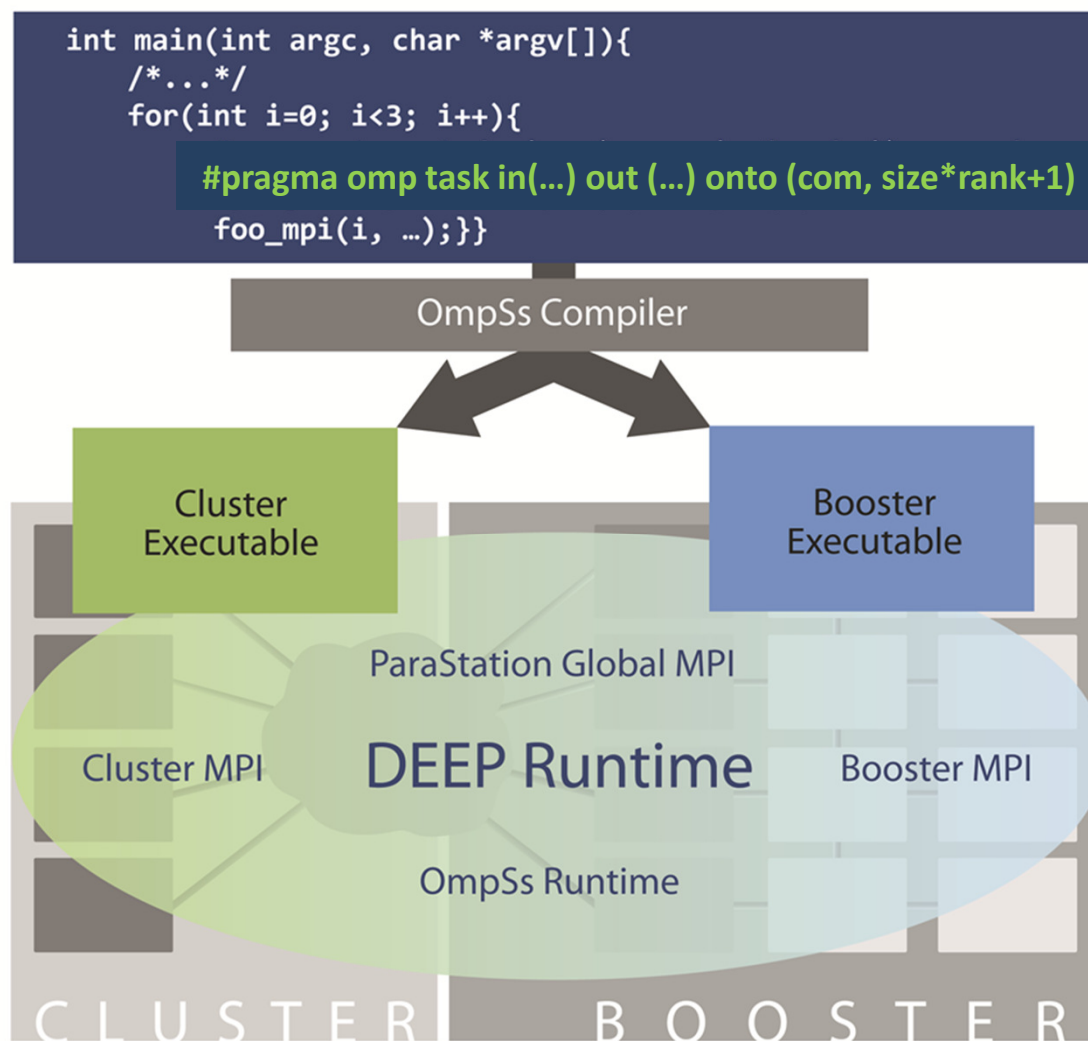 int main(int argc, char *argv[]){
/*...*/
for(int i=0; i<3; i++){
#pragma omp task in(…) out (…) onto (com, size*rank+1)
foo_mpi(i, …);}}
OmpSs Compiler
Cluster
Executable
Booster
Executable
ParaStation Global MPI
Cluster MPI
DEEP Runtime
Booster MPI
OmpSs Runtime
CLUSTER
BOOSTER